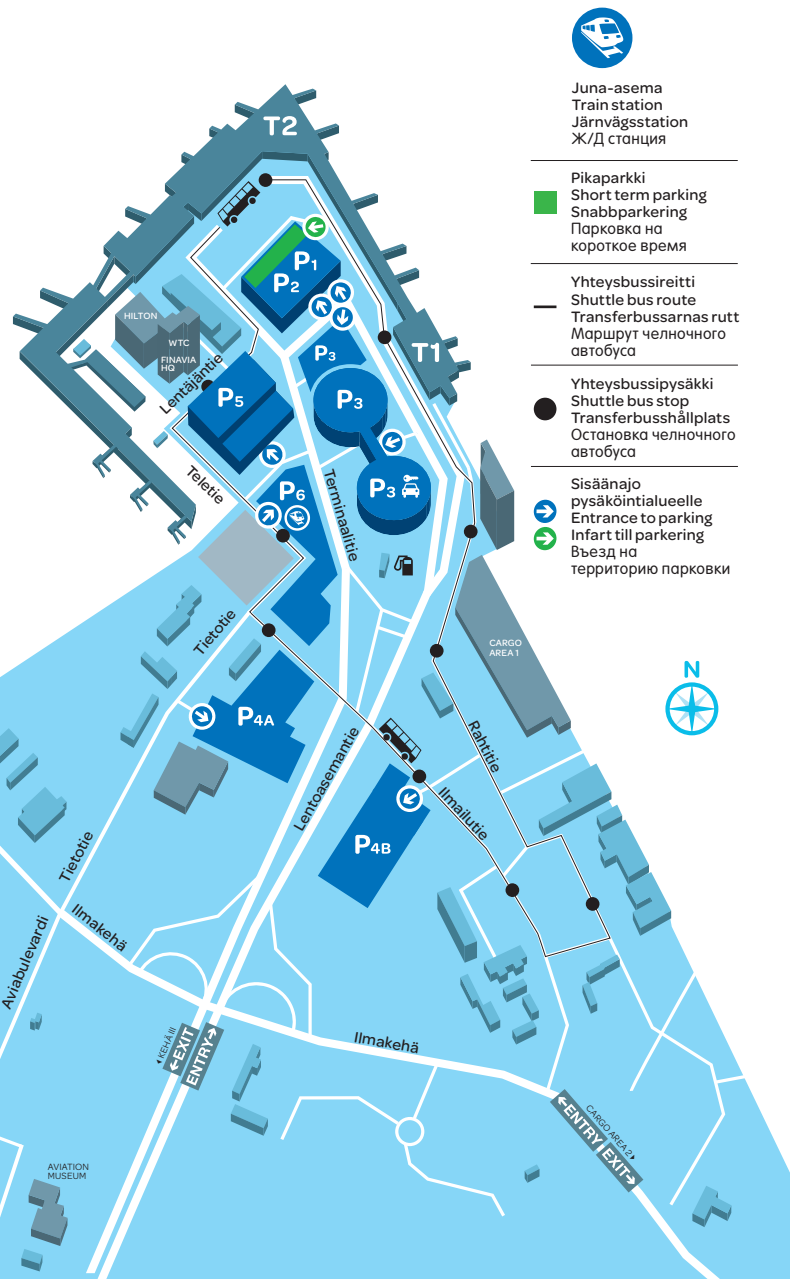 Juna-asema
Train station
Järnvägsstation
Ж/Д станция
Pikaparkki
Short term parking
Snabbparkering
Парковка на
короткое время
Yhteysbussireitti
Shuttle bus route
Transferbussarnas rutt
Маршрут челночного
автобуса
Yhteysbussipysäkki
Shuttle bus stop
Transferbusshållplats
Остановка челночного
автобуса
Sisäänajo
pysäköintialueelle
Entrance to parking
Infart till parkering
Въезд на
территорию парковки
N
T2
P1
P2
HILTON
WTC
FINAVIA
HQ
T1
P3
Lentäjäntie
P5
P3
Teletie
P6
Terminaalitie
P3
Tietotie
CARGO
AREA 1
P4A
Lentoasemantie
Rahtitie
Ilmailutie
P4B
Tietotie
Ilmakehä
Aviabulevardi
Ilmakehä
KEHÄ III
EXIT
ENTRY
CARGO AREA 2
ENTRY
EXIT
AVIATION
MUSEUM